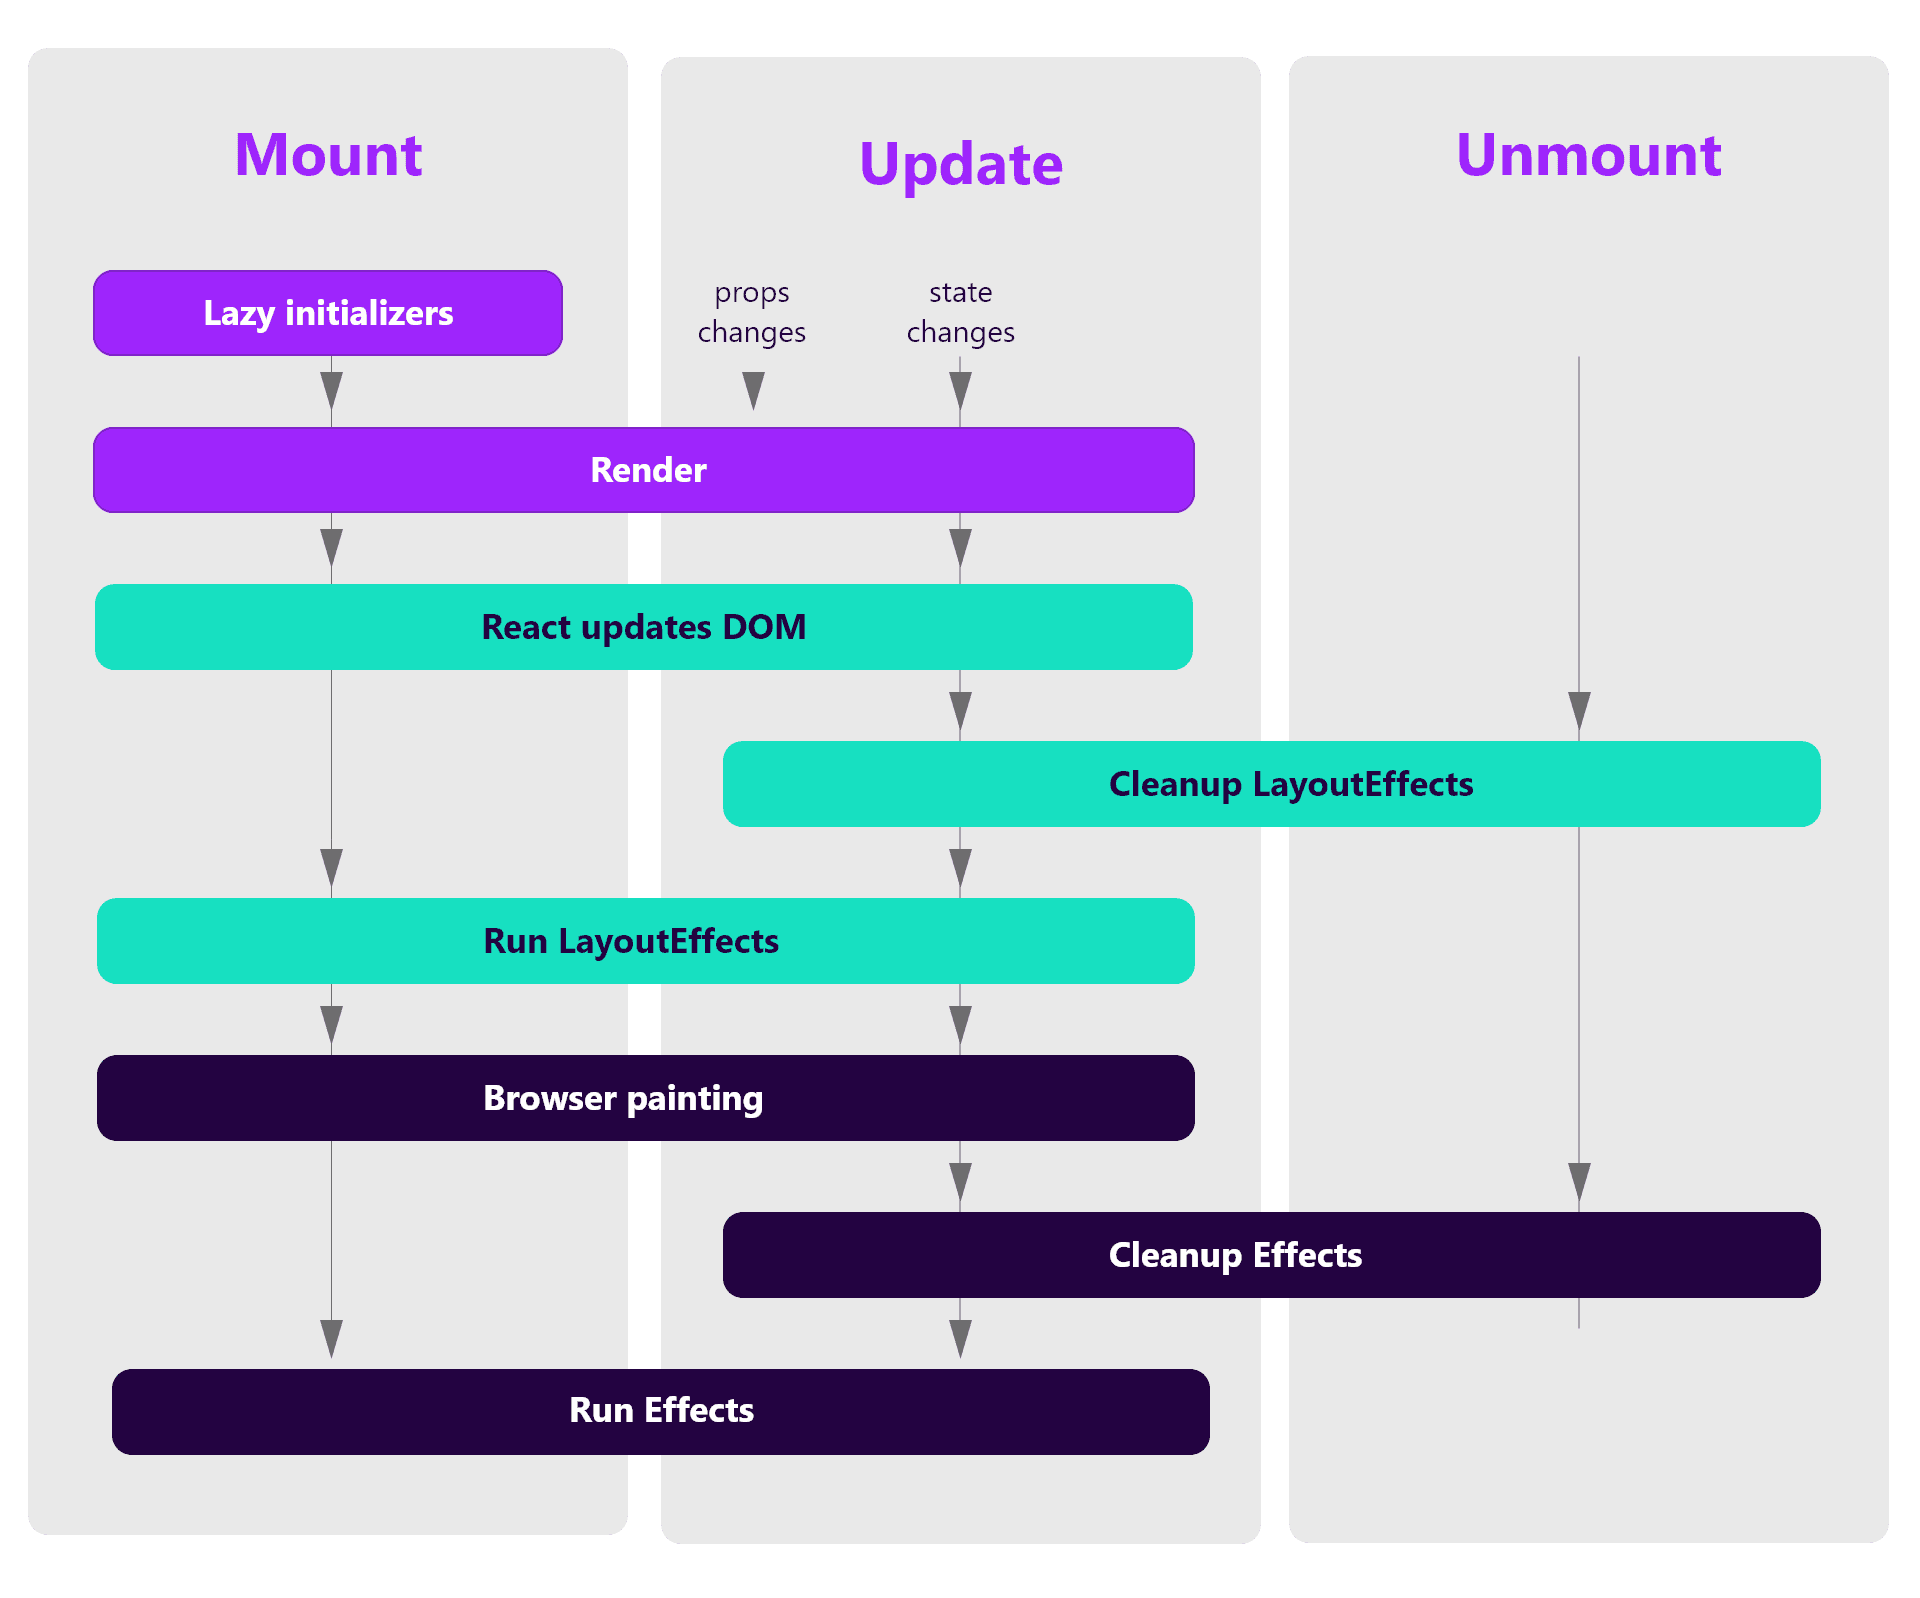 Mount
Update
Unmount
Lazy initializers
props
changes
state
changes
Render
React updates DOM
Cleanup LayoutEffects
Run LayoutEffects
Browser painting
Cleanup Effects
Run Effects